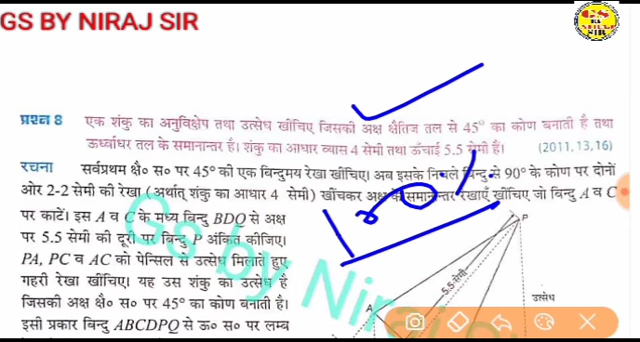 GS BY NIRAJ SIR
GS
प्रश्न 8 एक शंकु का अनुविक्षेप तथा उत्सेध खींचिए जिसकी अक्ष क्षैतिज तल से 45° का कोण बनाती है तथा
ऊर्ध्वाधर तल के समानान्तर है। शंकु का आधार व्यास 4 सेमी तथा ऊँचाई 5.5 सेमी है। (2011, 13, 16)
रचना सर्वप्रथम क्षै० स० पर 45° को एक बिन्दुमय रेखा खींचिए। अब इसके निचले बिन्दु से 90° के कोण पर दोनों
ओर 2-2 सेमी की रेखा (अर्थात् शंकु का आधार 4 सेमी) खींचकर अक्ष के समानान्तर रेखाएँ खींचिए जो बिन्दु A व C
पर काटें। इस A व C के मध्य बिन्दु BDQ से अक्ष
पर 5.5 सेमी की दूरी पर बिन्दु P अंकित कीजिए।
PA, PC व AC को पेन्सिल से उत्सेध मिलाते हुए
गहरी रेखा खींचिए। यह उस शंकु का उत्सेध है
जिसकी अक्ष क्षै० स० पर 45° का कोण बनाती है।
इसी प्रकार बिन्दु ABCDPQ से ऊ० स० पर लम्ब
P
5.5 सेमी
उत्सेध
A
Gs by Niraj